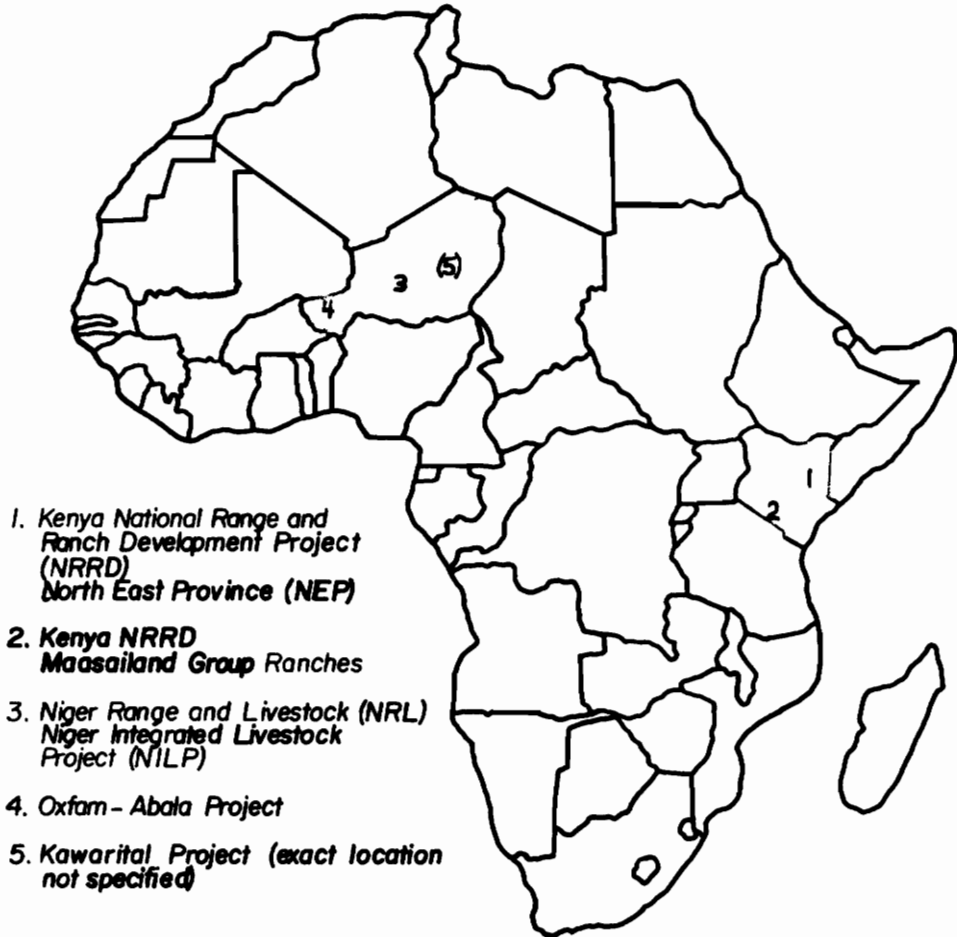 (5)
3
4
1
2
1. Kenya National Range and
Ranch Development Project
(NRRD)
North East Province (NEP)
2. Kenya NRRD
Maasailand Group Ranches
3. Niger Range and Livestock (NRL)
Niger Integrated Livestock
Project (NILP)
4. Oxfam - Abala Project
5. Kawarital Project (exact location
not specified)